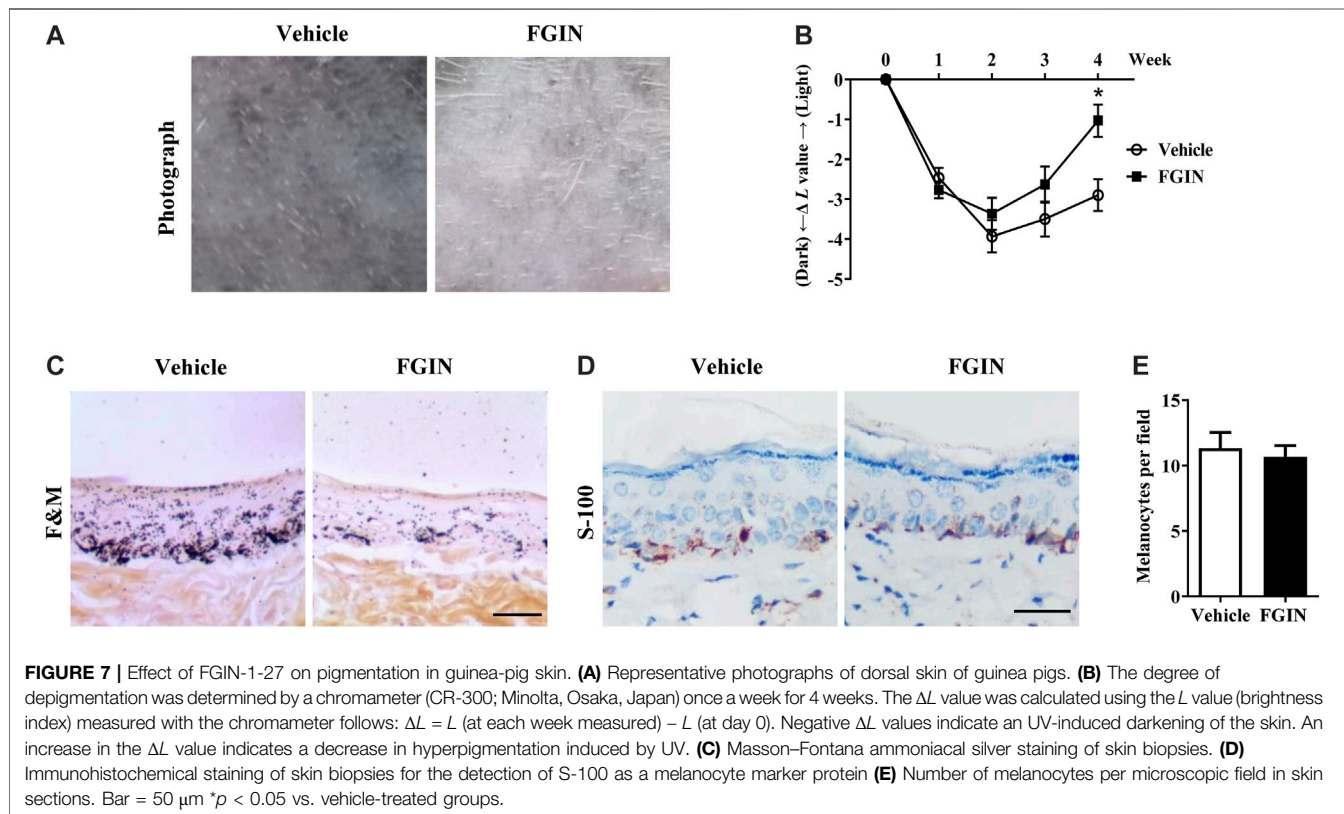 A
Vehicle
FGIN
Photograph
B
0 1 2 3 4 Week
0
-1
-2
-3
-4
-5
(Dark) ←Δ L value → (Light)
*
Vehicle
FGIN
C
Vehicle
FGIN
F&M
D
Vehicle
FGIN
S-100
E
15
10
5
0
Melanocytes per field
Vehicle FGIN
FIGURE 7 | Effect of FGIN-1-27 on pigmentation in guinea-pig skin. (A) Representative photographs of dorsal skin of guinea pigs. (B) The degree of
depigmentation was determined by a chromameter (CR-300; Minolta, Osaka, Japan) once a week for 4 weeks. The ΔL value was calculated using the L value (brightness
index) measured with the chromameter follows: ΔL = L (at each week measured) – L (at day 0). Negative ΔL values indicate an UV-induced darkening of the skin. An
increase in the ΔL value indicates a decrease in hyperpigmentation induced by UV. (C) Masson–Fontana ammoniacal silver staining of skin biopsies. (D)
Immunohistochemical staining of skin biopsies for the detection of S-100 as a melanocyte marker protein (E) Number of melanocytes per microscopic field in skin
sections. Bar = 50 μm *p < 0.05 vs. vehicle-treated groups.